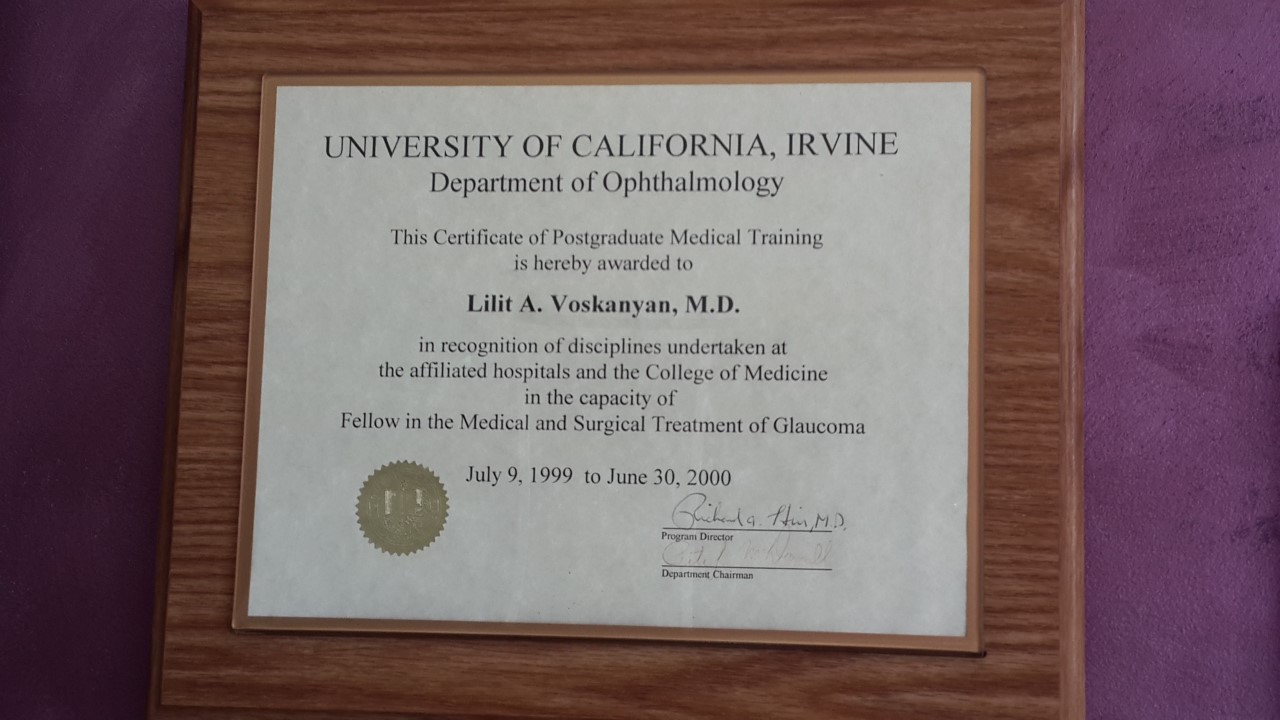 UNIVERSITY OF CALIFORNIA, IRVINE
Department of Ophthalmology
This Certificate of Postgraduate Medical Training
is hereby awarded to
Lilit A. Voskanyan, M.D.
in recognition of disciplines undertaken at
the affiliated hospitals and the College of Medicine
in the capacity of
Fellow in the Medical and Surgical Treatment of Glaucoma
July 9, 1999 to June 30, 2000
Richard a. M.D.
Program Director
Department Chairman